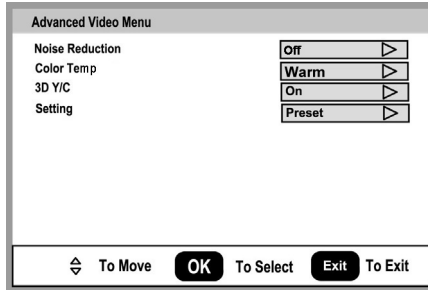 Advanced Video Menu
Noise Reduction Off
Color Temp Warm
3D Y/C On
Setting Preset
To Move OK To Select Exit To Exit